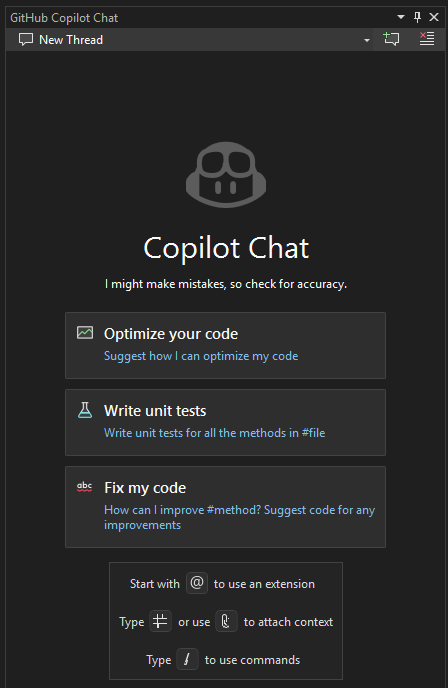 GitHub Copilot Chat
New Thread
Copilot Chat
I might make mistakes, so check for accuracy.
Optimize your code
Suggest how I can optimize my code
Write unit tests
Write unit tests for all the methods in #file
abc
Fix my code
How can I improve #method? Suggest code for any
improvements
Start with @ to use an extension
Type # or use to attach context
Type / to use commands